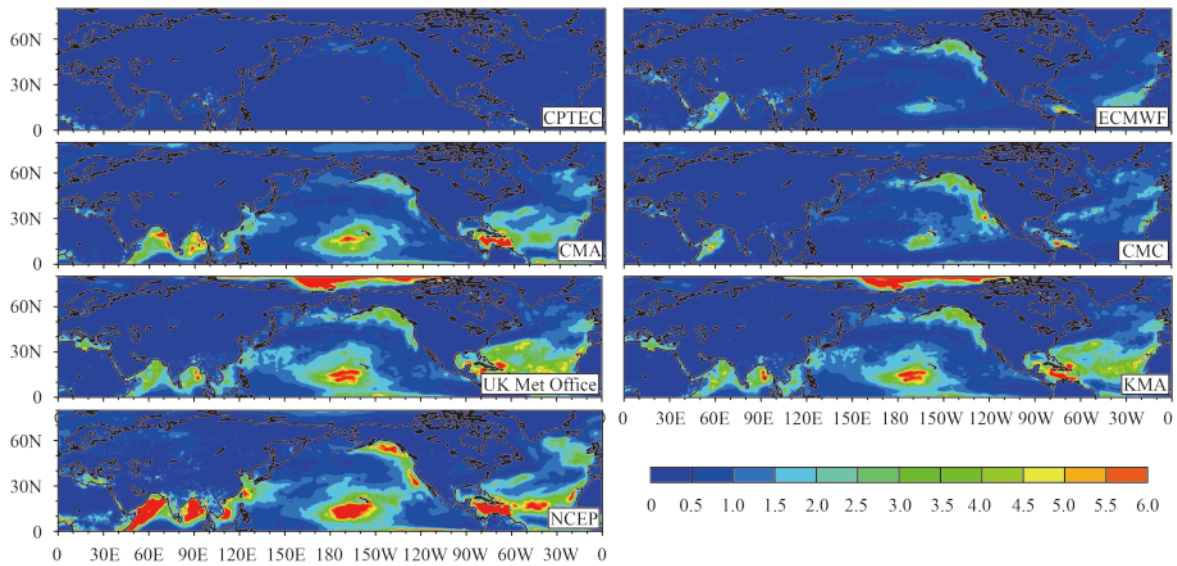 60N
30N
0
CPTEC
ECMWF
60N
30N
0
CMA
CMC
60N
30N
0
UK Met Office
KMA
0 30E 60E 90E 120E 150E 180 150W 120W 90W 60W 30W 0
60N
30N
0
NCEP
0 0.5 1.0 1.5 2.0 2.5 3.0 3.5 4.0 4.5 5.0 5.5 6.0
0 30E 60E 90E 120E 180 150W 120W 90W 60W 30W 0